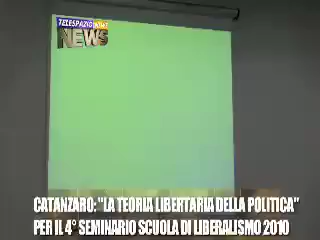 TELESPAZIO
NEWS
CATANZARO: "LA TEORIA LIBERTARIA DELLA POLITICA"
PER IL 4° SEMINARIO SCUOLA DI LIBERALISMO 2010